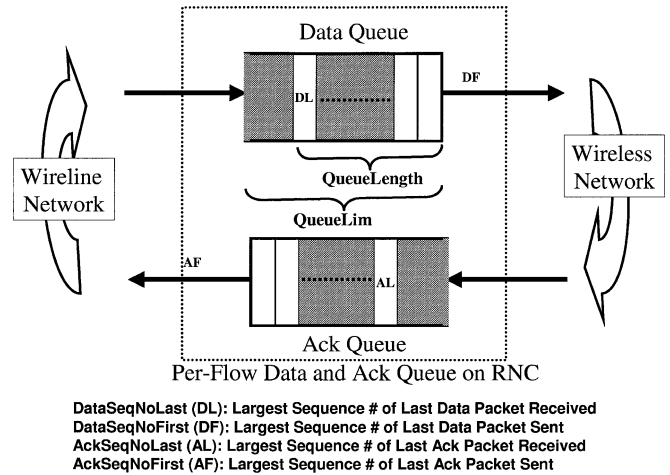 Data Queue
DF
DL
Wireline
Network
Wireless
Network
QueueLength
QueueLim
AF
AL
Ack Queue
Per-Flow Data and Ack Queue on RNC
DataSeqNoLast (DL): Largest Sequence # of Last Data Packet Received
DataSeqNoFirst (DF): Largest Sequence # of Last Data Packet Sent
AckSeqNoLast (AL): Largest Sequence # of Last Ack Packet Received
AckSeqNoFirst (AF): Largest Sequence # of Last Ack Packet Sent